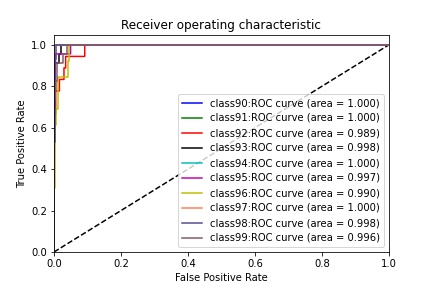 Receiver operating characteristic
True Positive Rate
1.0
0.8
0.6
0.4
0.2
0.0
class90:ROC curve (area = 1.000)
class91:ROC curve (area = 1.000)
class92:ROC curve (area = 0.989)
class93:ROC curve (area = 0.998)
class94:ROC curve (area = 1.000)
class95:ROC curve (area = 0.997)
class96:ROC curve (area = 0.990)
class97:ROC curve (area = 1.000)
class98:ROC curve (area = 0.998)
class99:ROC curve (area = 0.996)
0.0 0.2 0.4 0.6 0.8 1.0
False Positive Rate